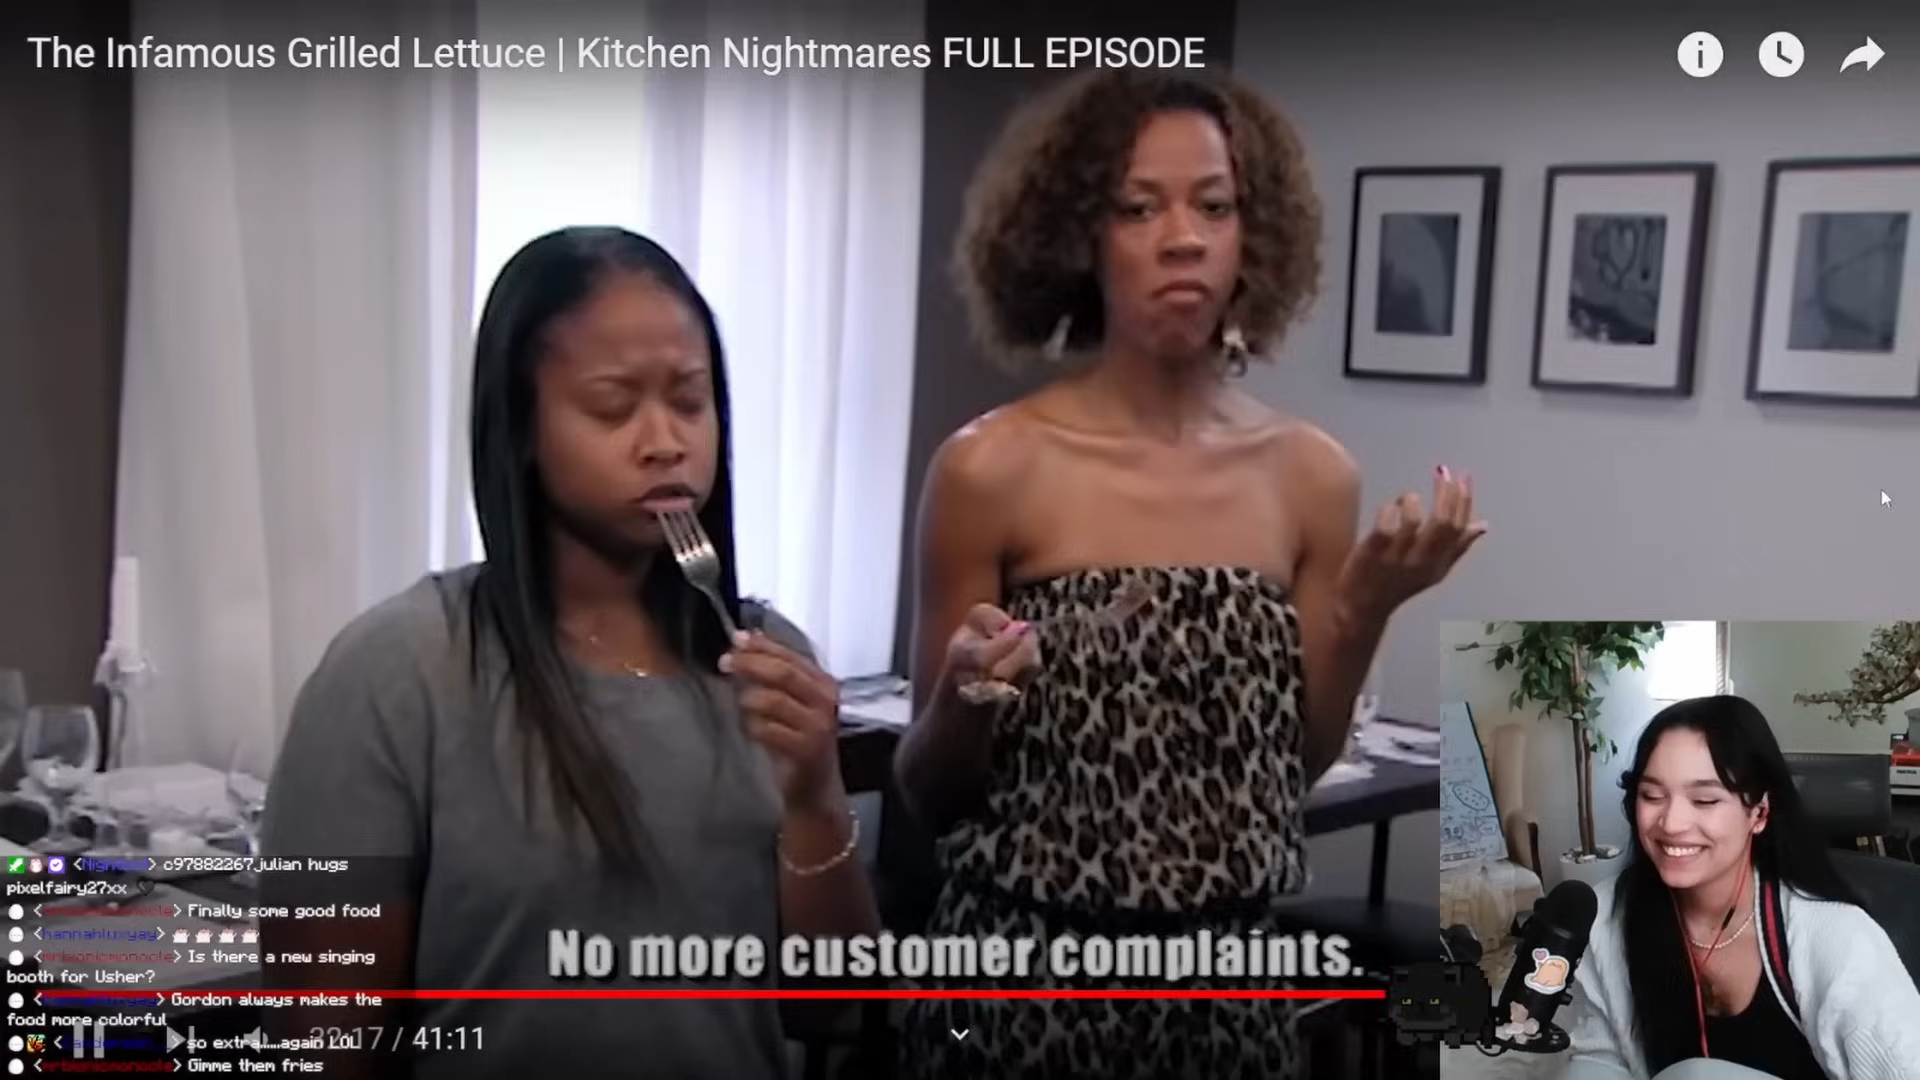 The Infamous Grilled Lettuce | Kitchen Nightmares FULL EPISODE
c97882267_julian hugs
pixelfairy27xx
Finally some good food
<hannahluxyay>
Is there a new singing
booth for Usher?
Gordon always makes the
food more colorful
so extra.....again LOL
Gimme them fries
No more customer complaints.
/ 41:11